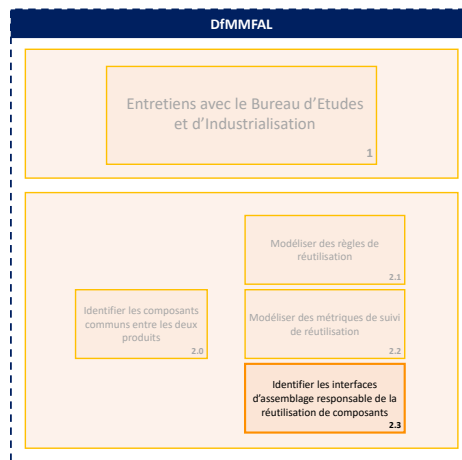 DfMMFAL
Entretiens avec le Bureau d'Etudes
et d'Industrialisation
1
Modéliser des règles de
réutilisation
2.1
Identifier les composants
communs entre les deux
produits
2.0
Modéliser des métriques de suivi
de réutilisation
2.2
Identifier les interfaces
d'assemblage responsable de la
réutilisation de composants
2.3